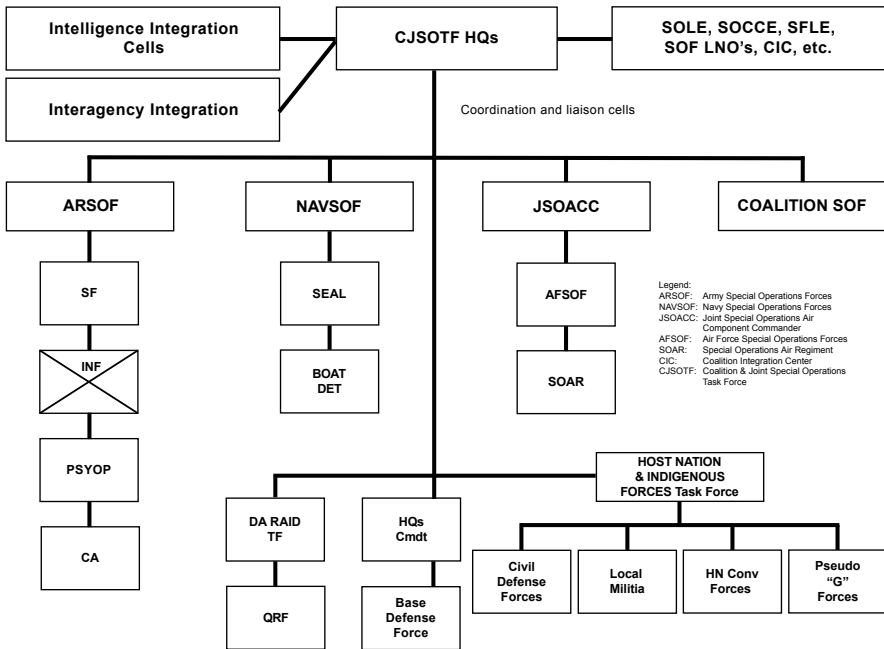 Intelligence Integration
Cells
CJSOTF HQs
SOLE, SOCCE, SFLE,
SOF LNO's, CIC, etc.
Interagency Integration
Coordination and liaison cells
ARSOF
NAVSOF
JSOACC
COALITION SOF
SF
SEAL
AFSOF
INF
BOAT
DET
SOAR
PSYOP
CA
Legend:
ARSOF: Army Special Operations Forces
NAVSOF: Navy Special Operations Forces
JSOACC: Joint Special Operations Air
Component Commander
AFSOF: Air Force Special Operations Forces
SOAR: Special Operations Air Regiment
CIC: Coalition Integration Center
CJSOTF: Coalition & Joint Special Operations
Task Force
HOST NATION
& INDIGENOUS
FORCES Task Force
DA RAID
TF
HQs
Cmdt
QRF
Base
Defense
Force
Civil
Defense
Forces
Local
Militia
HN Conv
Forces
Pseudo
"G"
Forces